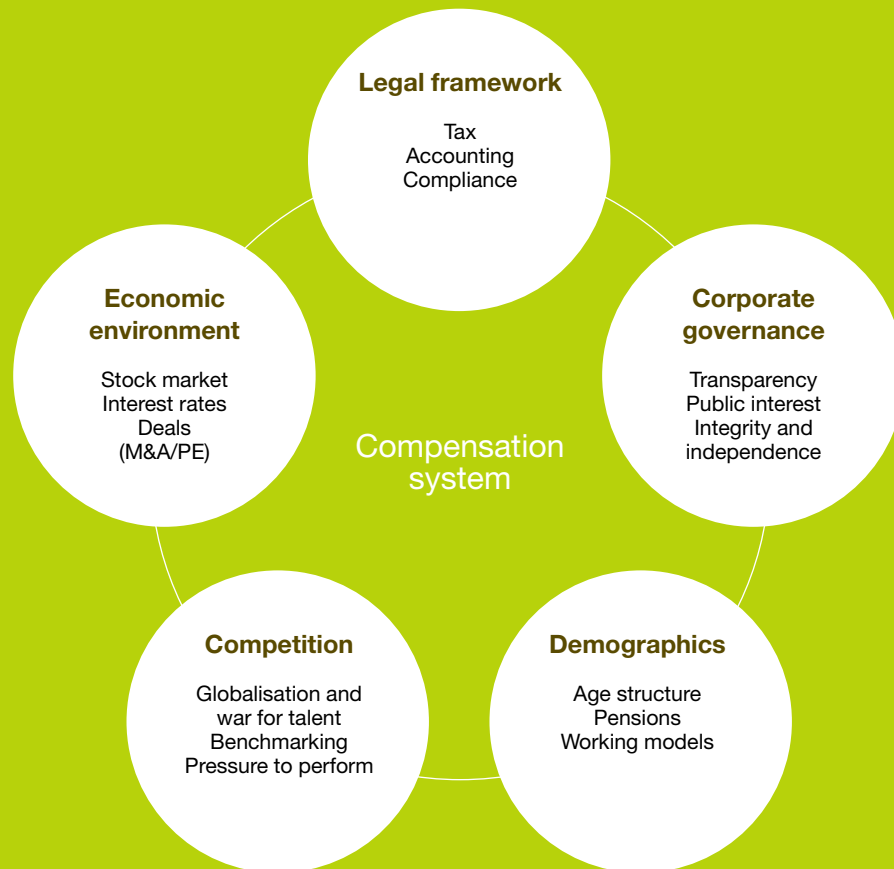 Legal framework
Tax
Accounting
Compliance
Economic
environment
Stock market
Interest rates
Deals
(M&A/PE)
Corporate
governance
Transparency
Public interest
Integrity and
independence
Compensation
system
Competition
Globalisation and
war for talent
Benchmarking
Pressure to perform
Demographics
Age structure
Pensions
Working models